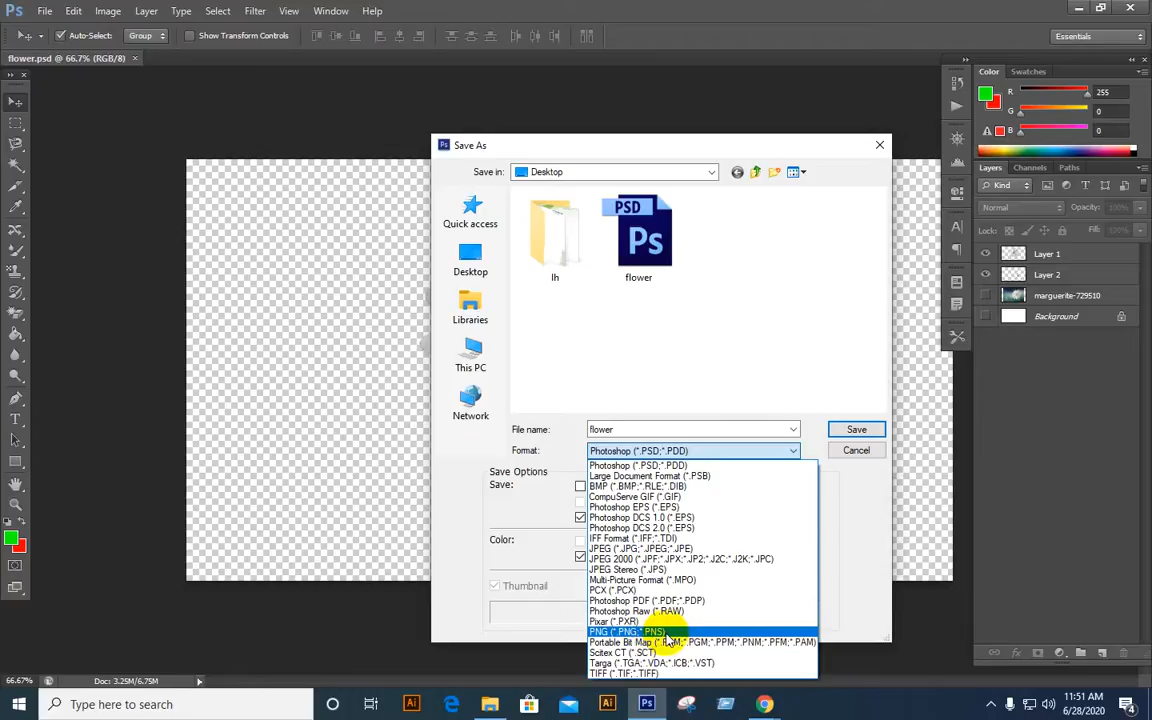 Ps File Edit Image Layer Type Select Filter View Window Help
Auto-Select: Group Show Transform Controls Essentials
flower.psd @ 66.7% (RGB/8) ×
Color Swatches
R 255
G 0
B 0
Layers Channels Paths
Kind
Normal Opacity: 100%
Lock: Fill: 100%
Layer 1
Layer 2
marguerite-729510
Background
Ps Save As
Save in: Desktop
Quick access
Desktop
Libraries
This PC
Network
lh
PSD
Ps
flower
File name: flower Save
Format: Photoshop (*.PSD;*.PDD) Cancel
Save Options
Save:
Color:
Thumbnail
Photoshop (*.PSD;*.PDD)
Large Document Format (*.PSB)
BMP (*.BMP;*.RLE;*.DIB)
CompuServe GIF (*.GIF)
Photoshop EPS (*.EPS)
Photoshop DCS 1.0 (*.EPS)
Photoshop DCS 2.0 (*.EPS)
IFF Format (*.IFF;*.TDI)
JPEG (*.JPG;*.JPEG;*.JPE)
JPEG 2000 (*.JPF;*.JPX;*.JP2;*.J2C;*.J2K;*.JPC)
JPEG Stereo (*.JPS)
Multi-Picture Format (*.MPO)
PCX (*.PCX)
Photoshop PDF (*.PDF;*.PDP)
Photoshop Raw (*.RAW)
Pixar (*.PXR)
PNG (*.PNG;*.PNS)
Portable Bit Map (*.PBM;*.PGM;*.PPM;*.PNM;*.PFM;*.PAM)
Scitex CT (*.SCT)
Targa (*.TGA;*.VDA;*.ICB;*.VST)
TIFF (*.TIF;*.TIFF)
66.67% Doc: 3.25M/6.75M
Type here to search
Ai
Ai
Ps
11:51 AM
6/28/2020
4